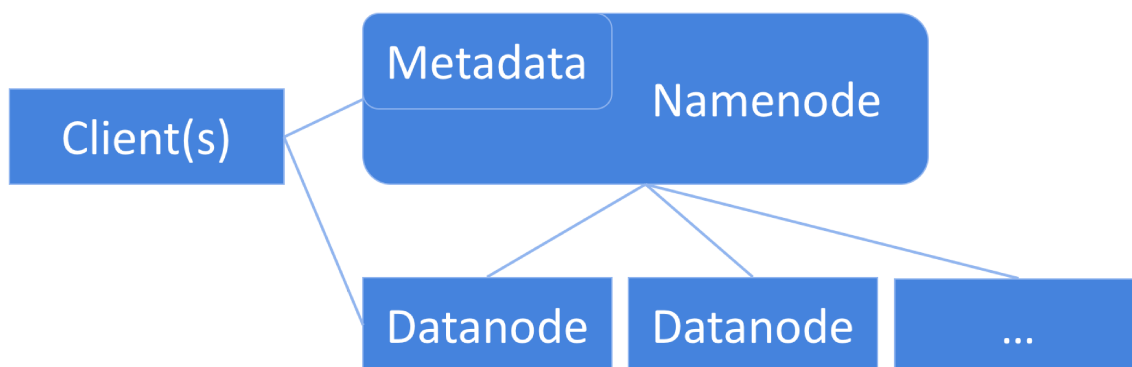 Metadata
Namenode
Client(s)
Datanode
Datanode
...